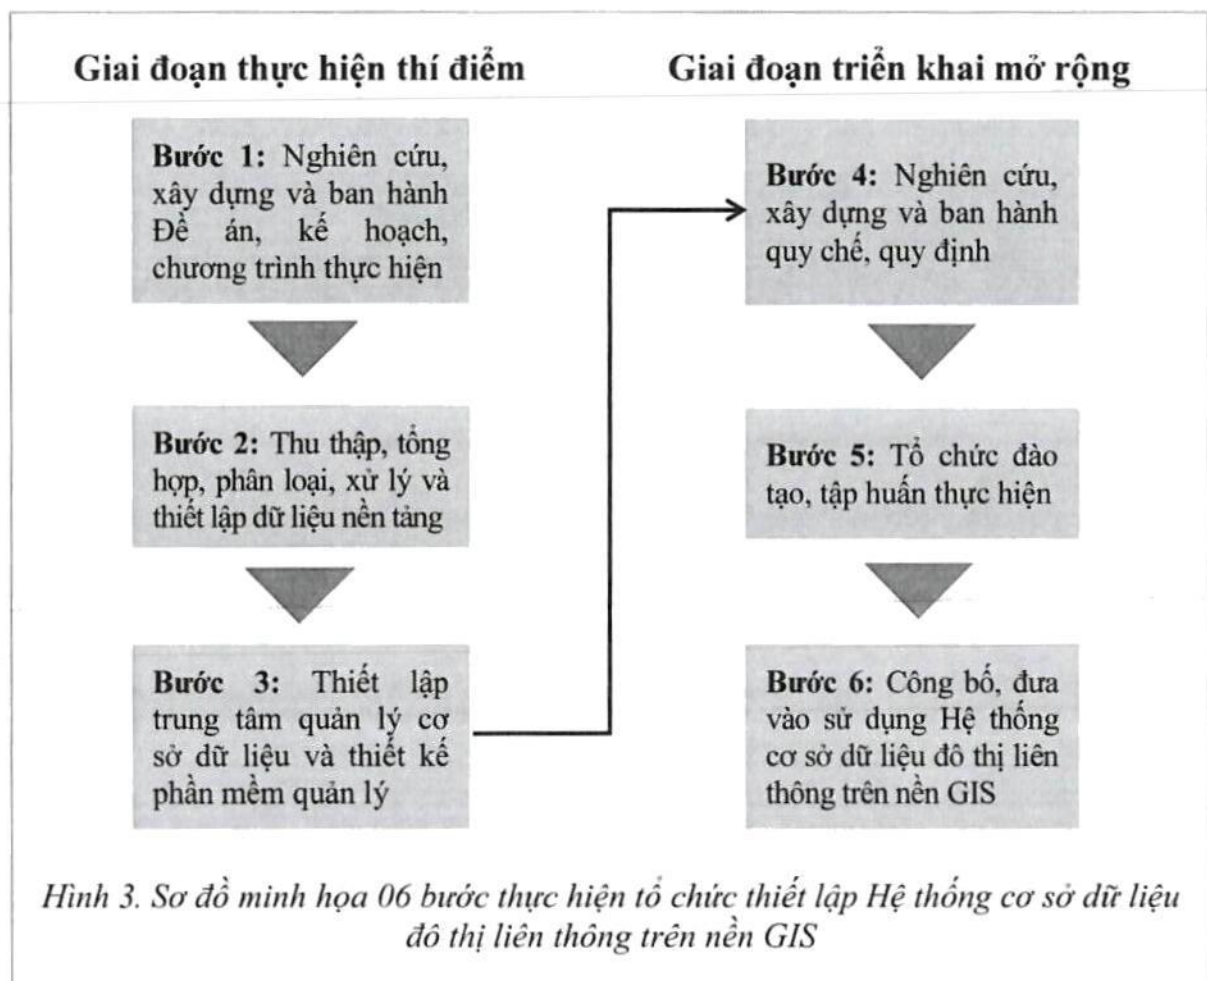 Giai đoạn thực hiện thí điểm
Bước 1: Nghiên cứu,
xây dựng và ban hành
Đề án, kế hoạch,
chương trình thực hiện
Bước 2: Thu thập, tổng
hợp, phân loại, xử lý và
thiết lập dữ liệu nền tảng
Bước 3: Thiết lập
trung tâm quản lý cơ
sở dữ liệu và thiết kế
phần mềm quản lý
Giai đoạn triển khai mở rộng
Bước 4: Nghiên cứu,
xây dựng và ban hành
quy chế, quy định
Bước 5: Tổ chức đào
tạo, tập huấn thực hiện
Bước 6: Công bố, đưa
vào sử dụng Hệ thống
cơ sở dữ liệu đô thị liên
thông trên nền GIS
Hình 3. Sơ đồ minh họa 06 bước thực hiện tổ chức thiết lập Hệ thống cơ sở dữ liệu
đô thị liên thông trên nền GIS